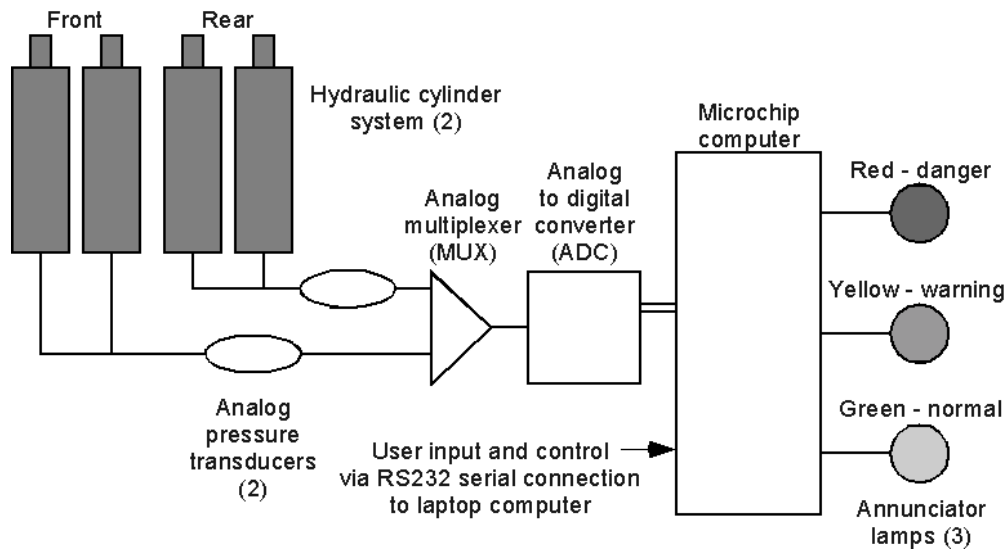 Front
Rear
Hydraulic cylinder
system (2)
Microchip
computer
Analog
multiplexer
(MUX)
Analog
to digital
converter
(ADC)
Red - danger
Yellow - warning
Green - normal
Analog
pressure
transducers
(2)
User input and control
via RS232 serial connection
to laptop computer
Annunciator
lamps (3)